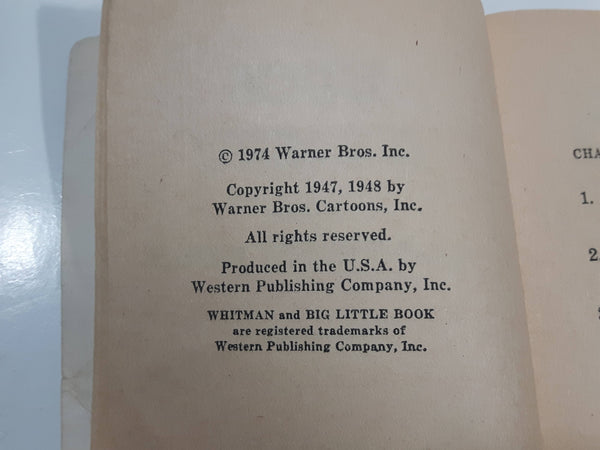 © 1974 Warner Bros. Inc.
Copyright 1947, 1948 by
Warner Bros. Cartoons, Inc.
All rights reserved.
Produced in the U.S.A. by
Western Publishing Company, Inc.
WHITMAN and BIG LITTLE BOOK
are registered trademarks of
Western Publishing Company, Inc.
CHA
1.
2.